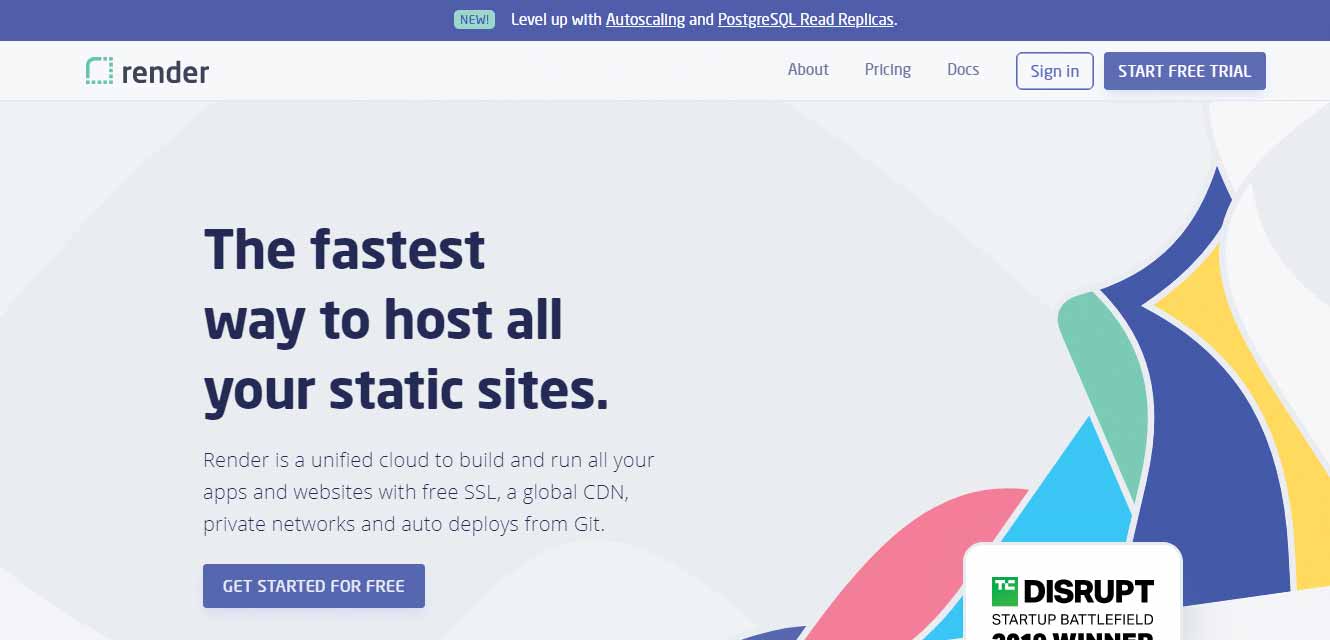 NEW! Level up with Autoscaling and PostgreSQL Read Replicas.
render About Pricing Docs Sign in START FREE TRIAL
The fastest
way to host all
your static sites.
Render is a unified cloud to build and run all your
apps and websites with free SSL, a global CDN,
private networks and auto deploys from Git.
GET STARTED FOR FREE
TC DISRUPT
STARTUP BATTLEFIELD
2019 WINNER